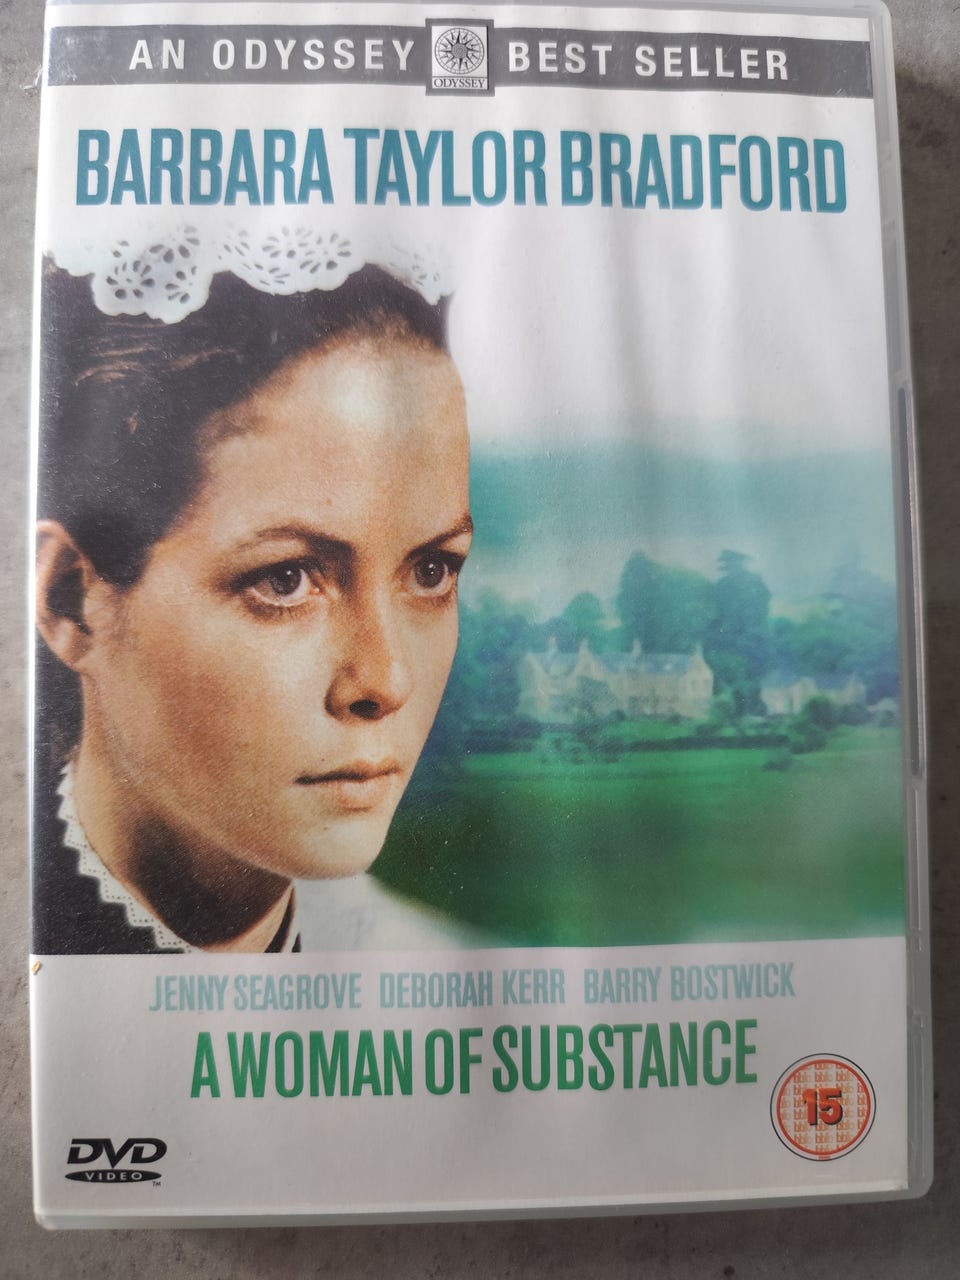 AN ODYSSEY
ODYSSEY
BEST SELLER
BARBARA TAYLOR BRADFORD
JENNY SEAGROVE DEBORAH KERR BARRY BOSTWICK
A WOMAN OF SUBSTANCE
15
DVD
VIDEO
TM